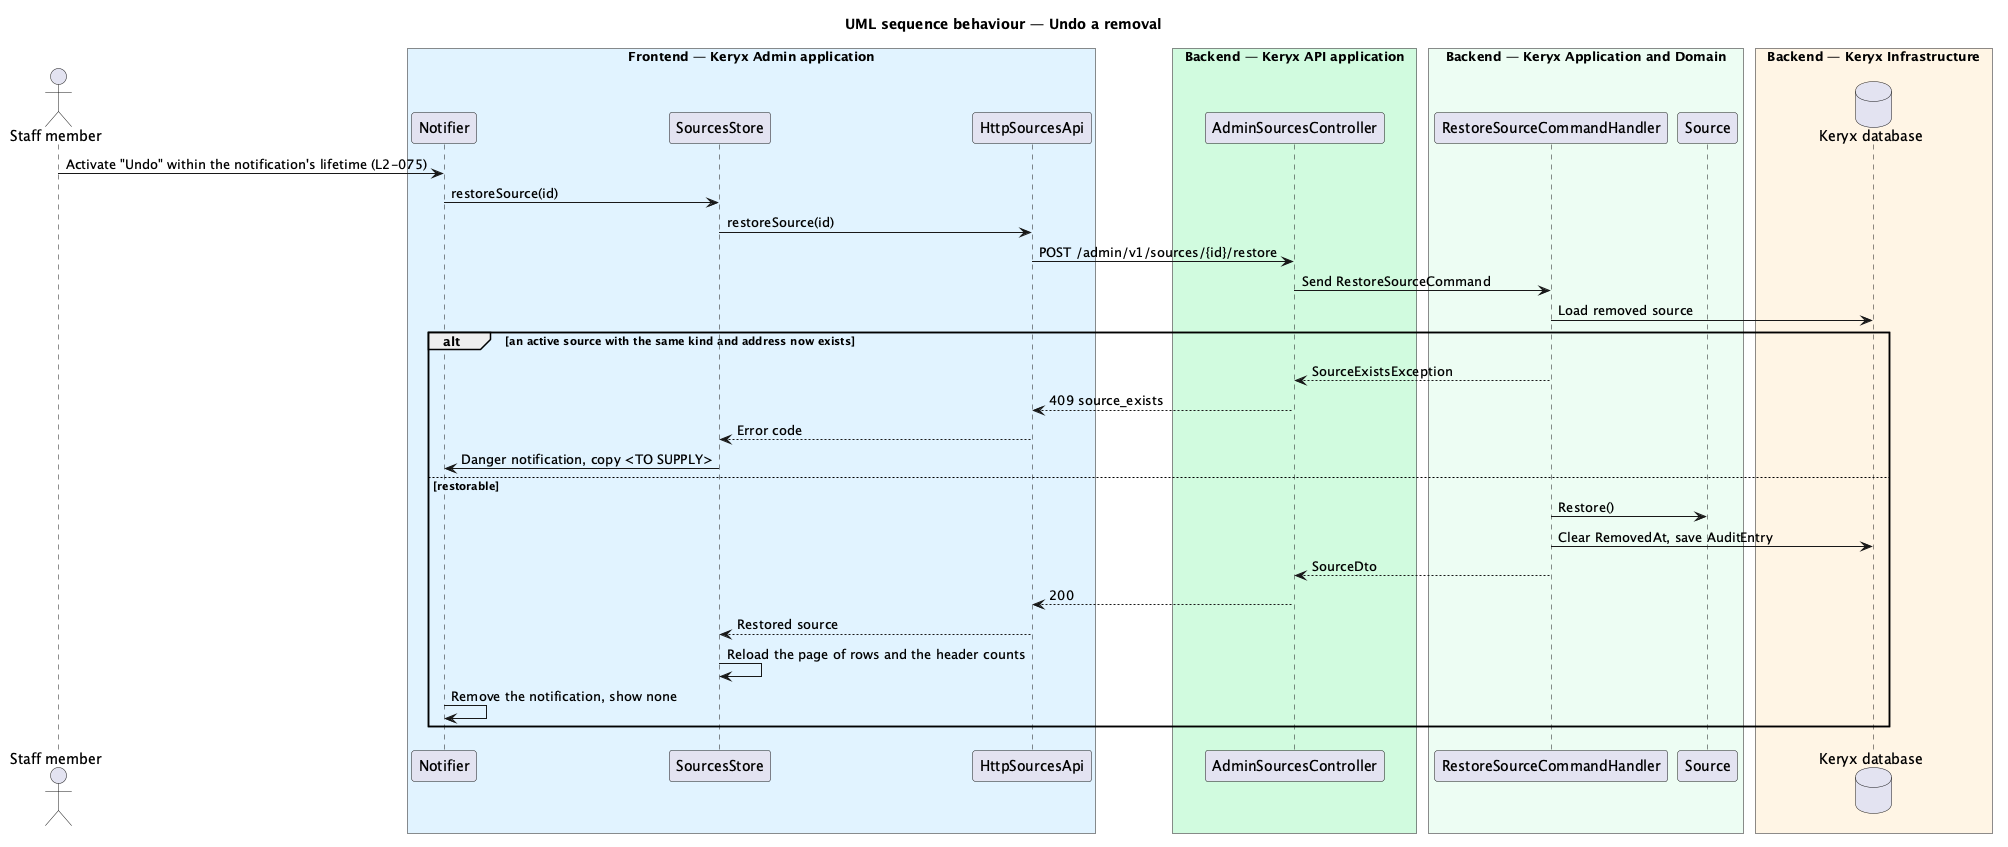 UML sequence behaviour — Undo a removal
Frontend — Keryx Admin application
Backend — Keryx API application
Backend — Keryx Application and Domain
Backend — Keryx Infrastructure
Staff member
Notifier
SourcesStore
HttpSourcesApi
AdminSourcesController
RestoreSourceCommandHandler
Source
Keryx database
Activate "Undo" within the notification's lifetime (L2-075)
restoreSource(id)
restoreSource(id)
POST /admin/v1/sources/{id}/restore
Send RestoreSourceCommand
Load removed source
alt
[an active source with the same kind and address now exists]
SourceExistsException
409 source_exists
Error code
Danger notification, copy <TO SUPPLY>
[restorable]
Restore()
Clear RemovedAt, save AuditEntry
SourceDto
200
Restored source
Reload the page of rows and the header counts
Remove the notification, show none
Staff member
Notifier
SourcesStore
HttpSourcesApi
AdminSourcesController
RestoreSourceCommandHandler
Source
Keryx database